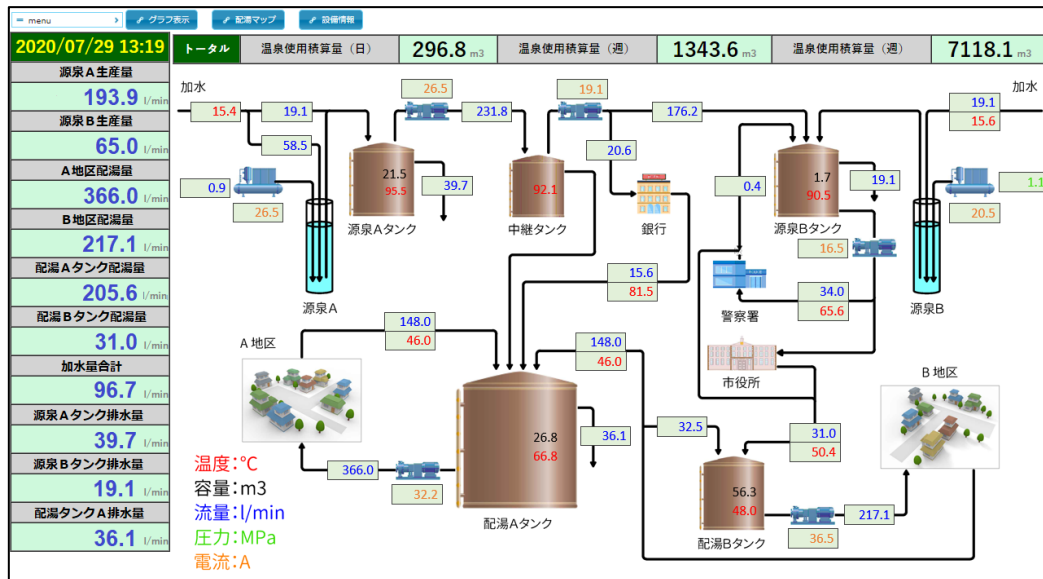 menu
グラフ表示
配湯マップ
設備情報
2020/07/29 13:19
トータル
温泉使用積算量（日）
296.8 m3
温泉使用積算量（週）
1343.6 m3
温泉使用積算量（週）
7118.1 m3
源泉A生産量
193.9 l/min
源泉B生産量
65.0 l/min
A地区配湯量
366.0 l/min
B地区配湯量
217.1 l/min
配湯Aタンク配湯量
205.6 l/min
配湯Bタンク配湯量
31.0 l/min
加水量合計
96.7 l/min
源泉Aタンク排水量
39.7 l/min
源泉Bタンク排水量
19.1 l/min
配湯タンクA排水量
36.1 l/min
加水
15.4
19.1
58.5
0.9
26.5
源泉A
26.5
231.8
21.5
95.5
39.7
源泉Aタンク
19.1
176.2
92.1
中継タンク
20.6
銀行
15.6
81.5
0.4
1.7
90.5
19.1
源泉Bタンク
16.5
警察署
34.0
65.6
市役所
加水
19.1
15.6
1.1
20.5
源泉B
A地区
148.0
46.0
366.0
32.2
26.8
66.8
36.1
配湯Aタンク
148.0
46.0
32.5
31.0
50.4
56.3
48.0
配湯Bタンク
36.5
217.1
B地区
温度：℃
容量：m3
流量：l/min
圧力：MPa
電流：A